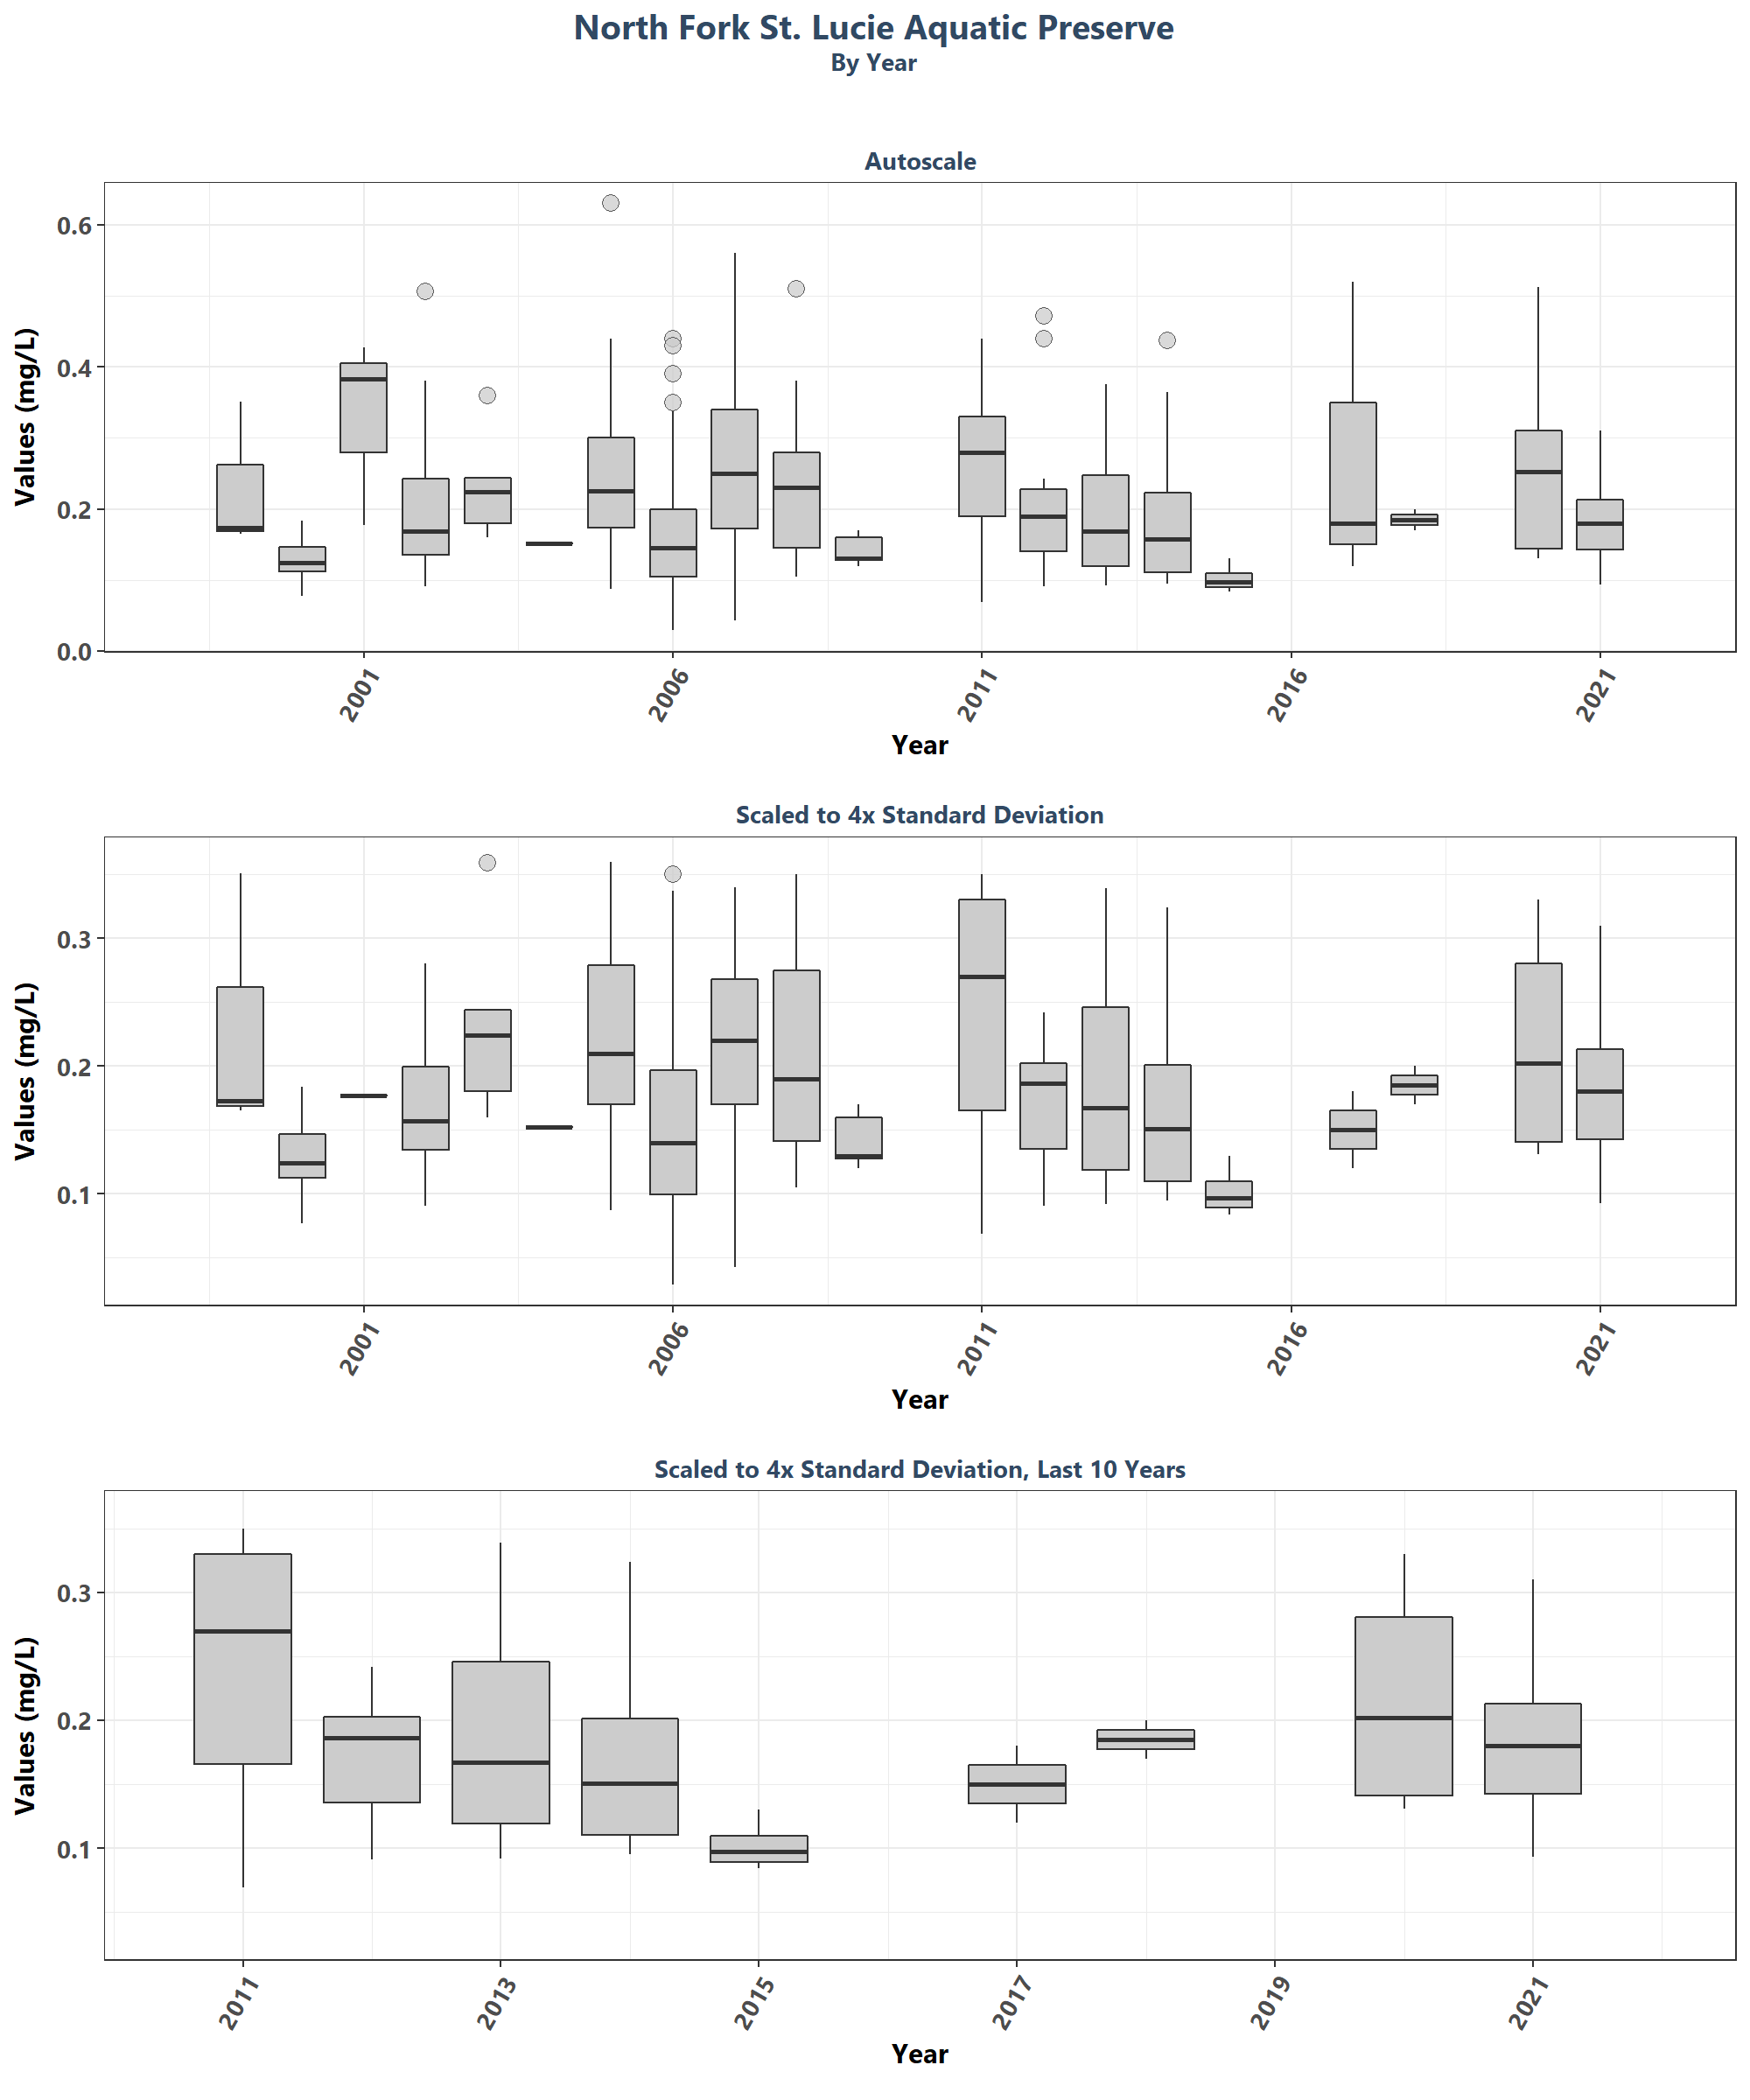 North Fork St. Lucie Aquatic Preserve
By Year
Autoscale
Values (mg/L)
0.6
0.4
0.2
0.0
2001
2006
2011
2016
2021
Year
Scaled to 4x Standard Deviation
Values (mg/L)
0.3
0.2
0.1
2001
2006
2011
2016
2021
Year
Scaled to 4x Standard Deviation, Last 10 Years
Values (mg/L)
0.3
0.2
0.1
2011
2013
2015
2017
2019
2021
Year